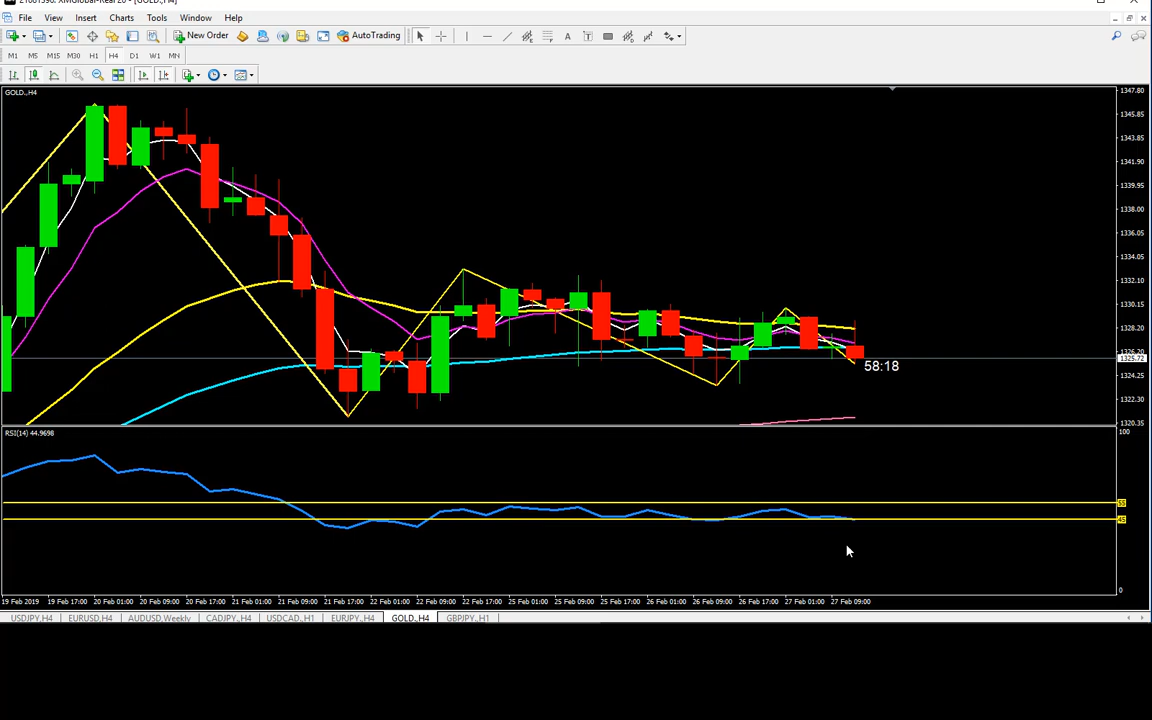 File View Insert Charts Tools Window Help
New Order AutoTrading
M1 M5 M15 M30 H1 H4 D1 W1 MN
GOLD.,H4
1347.80
1345.85
1343.85
1341.90
1339.95
1338.00
1336.05
1334.05
1332.10
1330.15
1328.20
1325.72
58:18
1324.25
1322.30
1320.35
RSI(14) 44.9698
100
55
45
0
19 Feb 2019 19 Feb 17:00 20 Feb 01:00 20 Feb 09:00 20 Feb 17:00 21 Feb 01:00 21 Feb 09:00 21 Feb 17:00 22 Feb 01:00 22 Feb 09:00 22 Feb 17:00 25 Feb 01:00 25 Feb 09:00 25 Feb 17:00 26 Feb 01:00 26 Feb 09:00 26 Feb 17:00 27 Feb 01:00 27 Feb 09:00
USDJPY,H4 EURUSD,H4 AUDUSD,Weekly CADJPY.,H4 USDCAD.,H1 EURJPY.,H4 GOLD.,H4 GBPJPY.,H1